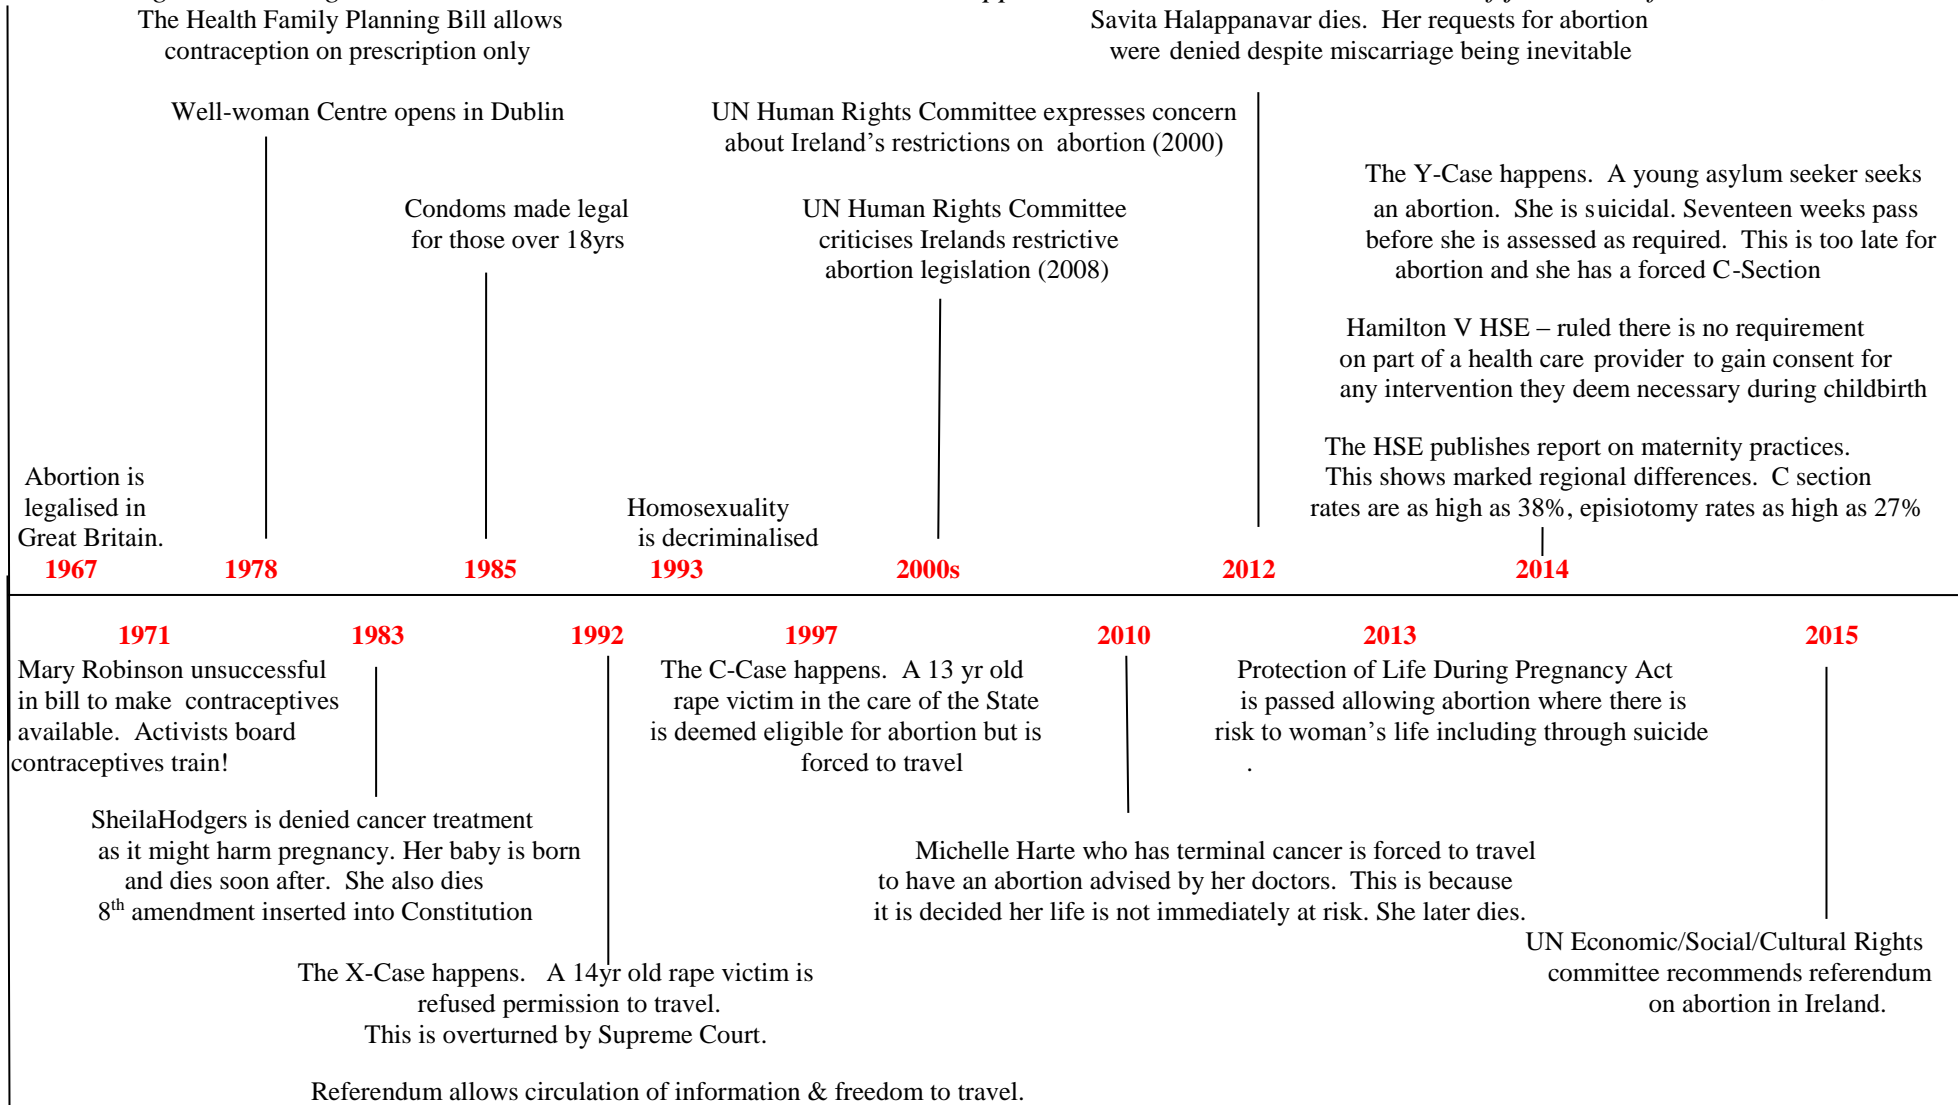 The Health Family Planning Bill allows
contraception on prescription only
Savita Halappanavar dies. Her requests for abortion
were denied despite miscarriage being inevitable
Well-woman Centre opens in Dublin
UN Human Rights Committee expresses concern
about Ireland’s restrictions on abortion (2000)
Condoms made legal
for those over 18yrs
UN Human Rights Committee
criticises Irelands restrictive
abortion legislation (2008)
The Y-Case happens. A young asylum seeker seeks
an abortion. She is suicidal. Seventeen weeks pass
before she is assessed as required. This is too late for
abortion and she has a forced C-Section
Hamilton V HSE – ruled there is no requirement
on part of a health care provider to gain consent for
any intervention they deem necessary during childbirth
The HSE publishes report on maternity practices.
This shows marked regional differences. C section
rates are as high as 38%, episiotomy rates as high as 27%
Abortion is
legalised in
Great Britain.
Homosexuality
is decriminalised
1967 1978 1985 1993 2000s 2012 2014
1971 1983 1992 1997 2010 2013 2015
Mary Robinson unsuccessful
in bill to make contraceptives
available. Activists board
contraceptives train!
The C-Case happens. A 13 yr old
rape victim in the care of the State
is deemed eligible for abortion but is
forced to travel
Protection of Life During Pregnancy Act
is passed allowing abortion where there is
risk to woman’s life including through suicide
.
SheilaHodgers is denied cancer treatment
as it might harm pregnancy. Her baby is born
and dies soon after. She also dies
8th amendment inserted into Constitution
Michelle Harte who has terminal cancer is forced to travel
to have an abortion advised by her doctors. This is because
it is decided her life is not immediately at risk. She later dies.
UN Economic/Social/Cultural Rights
committee recommends referendum
on abortion in Ireland.
The X-Case happens. A 14yr old rape victim is
refused permission to travel.
This is overturned by Supreme Court.
Referendum allows circulation of information & freedom to travel.